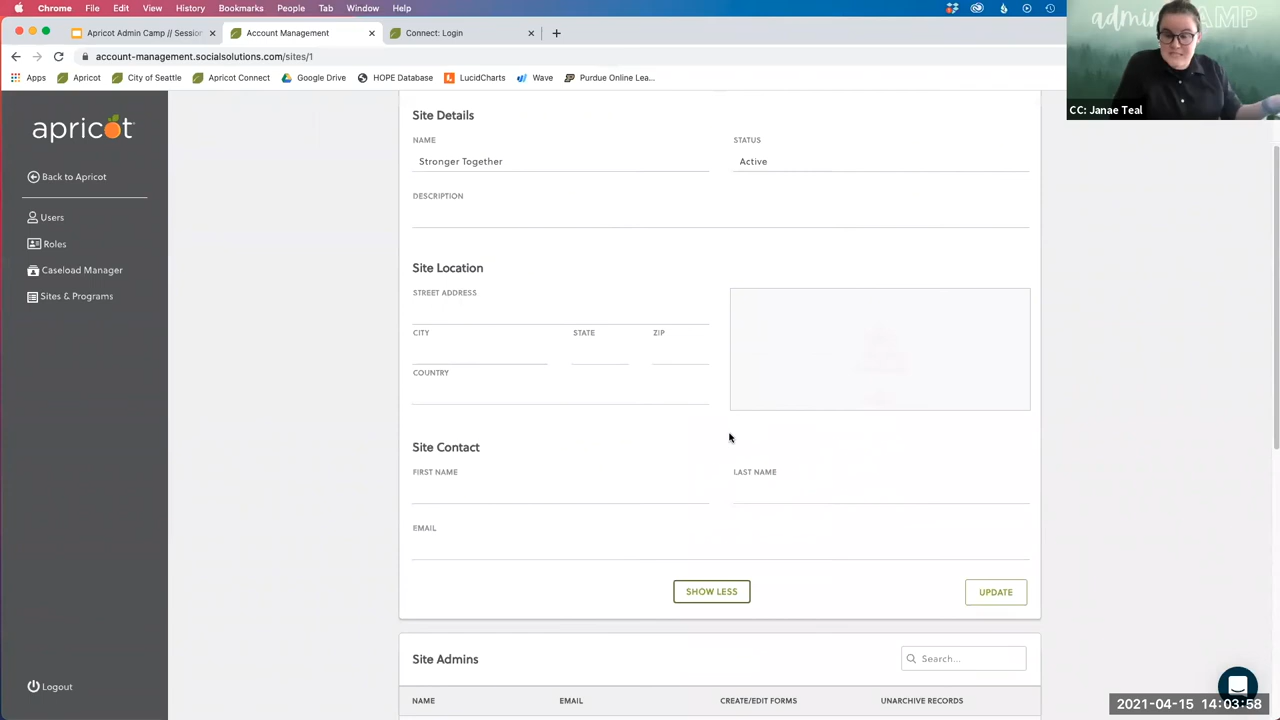 Chrome File Edit View History Bookmarks People Tab Window Help
Apricot Admin Camp // Session
Account Management
Connect: Login
account-management.socialsolutions.com/sites/1
Apps Apricot City of Seattle Apricot Connect Google Drive HOPE Database LucidCharts Wave Purdue Online Lea...
CC: Janae Teal
apricot
Back to Apricot
Users
Roles
Caseload Manager
Sites & Programs
Logout
Site Details
NAME STATUS
Stronger Together Active
DESCRIPTION
Site Location
STREET ADDRESS
CITY STATE ZIP
COUNTRY
Site Contact
FIRST NAME LAST NAME
EMAIL
SHOW LESS UPDATE
Site Admins Search...
NAME EMAIL CREATE/EDIT FORMS UNARCHIVE RECORDS
2021-04-15 14:03:58